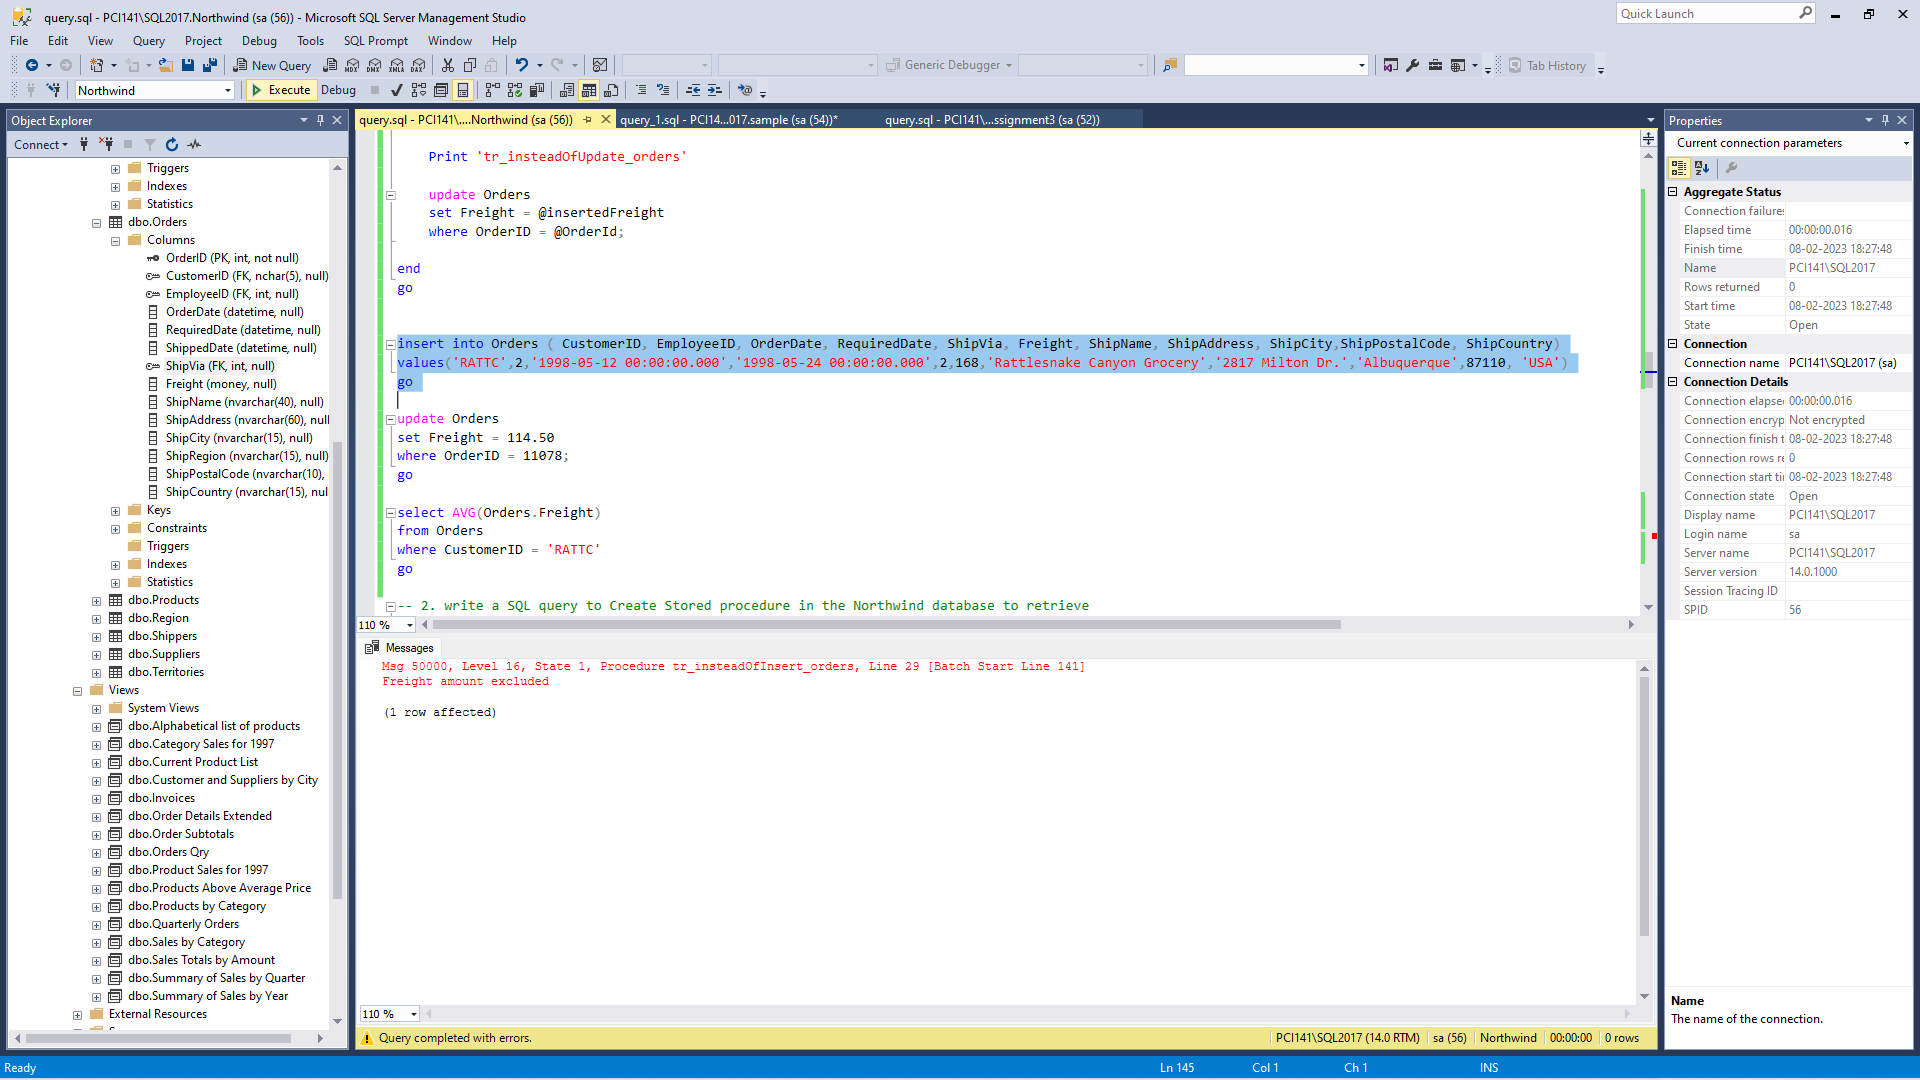 query.sql - PCI141\SQL2017.Northwind (sa (56)) - Microsoft SQL Server Management Studio
Quick Launch
File Edit View Query Project Debug Tools SQL Prompt Window Help
New Query
MDX DMX XMLA DAX
Generic Debugger
Tab History
Northwind
Execute Debug
Object Explorer
Connect
Triggers
Indexes
Statistics
dbo.Orders
Columns
OrderID (PK, int, not null)
CustomerID (FK, nchar(5), null)
EmployeeID (FK, int, null)
OrderDate (datetime, null)
RequiredDate (datetime, null)
ShippedDate (datetime, null)
ShipVia (FK, int, null)
Freight (money, null)
ShipName (nvarchar(40), null)
ShipAddress (nvarchar(60), null
ShipCity (nvarchar(15), null)
ShipRegion (nvarchar(15), null)
ShipPostalCode (nvarchar(10),
ShipCountry (nvarchar(15), nul
Keys
Constraints
Triggers
Indexes
Statistics
dbo.Products
dbo.Region
dbo.Shippers
dbo.Suppliers
dbo.Territories
Views
System Views
dbo.Alphabetical list of products
dbo.Category Sales for 1997
dbo.Current Product List
dbo.Customer and Suppliers by City
dbo.Invoices
dbo.Order Details Extended
dbo.Order Subtotals
dbo.Orders Qry
dbo.Product Sales for 1997
dbo.Products Above Average Price
dbo.Products by Category
dbo.Quarterly Orders
dbo.Sales by Category
dbo.Sales Totals by Amount
dbo.Summary of Sales by Quarter
dbo.Summary of Sales by Year
External Resources
query.sql - PCI141\....Northwind (sa (56))
query_1.sql - PCI14...017.sample (sa (54))*
query.sql - PCI141\...ssignment3 (sa (52))
Print 'tr_insteadOfUpdate_orders'
update Orders
set Freight = @insertedFreight
where OrderID = @OrderId;
end
go
insert into Orders ( CustomerID, EmployeeID, OrderDate, RequiredDate, ShipVia, Freight, ShipName, ShipAddress, ShipCity,ShipPostalCode, ShipCountry)
values('RATTC',2,'1998-05-12 00:00:00.000','1998-05-24 00:00:00.000',2,168,'Rattlesnake Canyon Grocery','2817 Milton Dr.','Albuquerque',87110, 'USA')
go
update Orders
set Freight = 114.50
where OrderID = 11078;
go
select AVG(Orders.Freight)
from Orders
where CustomerID = 'RATTC'
go
-- 2. write a SQL query to Create Stored procedure in the Northwind database to retrieve
110 %
Messages
Msg 50000, Level 16, State 1, Procedure tr_insteadOfInsert_orders, Line 29 [Batch Start Line 141]
Freight amount excluded
(1 row affected)
110 %
Query completed with errors.
PCI141\SQL2017 (14.0 RTM) sa (56) Northwind 00:00:00 0 rows
Properties
Current connection parameters
Aggregate Status
Connection failures
Elapsed time 00:00:00.016
Finish time 08-02-2023 18:27:48
Name PCI141\SQL2017
Rows returned 0
Start time 08-02-2023 18:27:48
State Open
Connection
Connection name PCI141\SQL2017 (sa)
Connection Details
Connection elapse 00:00:00.016
Connection encryp Not encrypted
Connection finish t 08-02-2023 18:27:48
Connection rows re 0
Connection start ti 08-02-2023 18:27:48
Connection state Open
Display name PCI141\SQL2017
Login name sa
Server name PCI141\SQL2017
Server version 14.0.1000
Session Tracing ID
SPID 56
Name
The name of the connection.
Ready
Ln 145 Col 1 Ch 1 INS